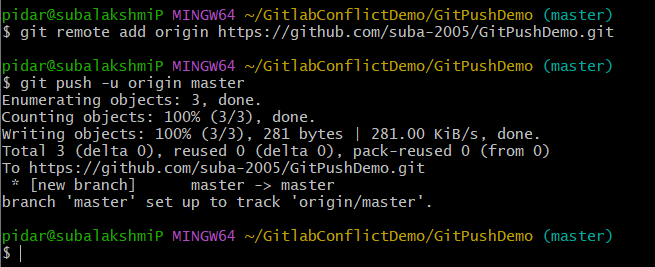 pidar@subalakshmiP MINGW64 ~/GitlabConflictDemo/GitPushDemo (master)
$ git remote add origin https://github.com/suba-2005/GitPushDemo.git
pidar@subalakshmiP MINGW64 ~/GitlabConflictDemo/GitPushDemo (master)
$ git push -u origin master
Enumerating objects: 3, done.
Counting objects: 100% (3/3), done.
Writing objects: 100% (3/3), 281 bytes | 281.00 KiB/s, done.
Total 3 (delta 0), reused 0 (delta 0), pack-reused 0 (from 0)
To https://github.com/suba-2005/GitPushDemo.git
 * [new branch]      master -> master
branch 'master' set up to track 'origin/master'.
pidar@subalakshmiP MINGW64 ~/GitlabConflictDemo/GitPushDemo (master)
$